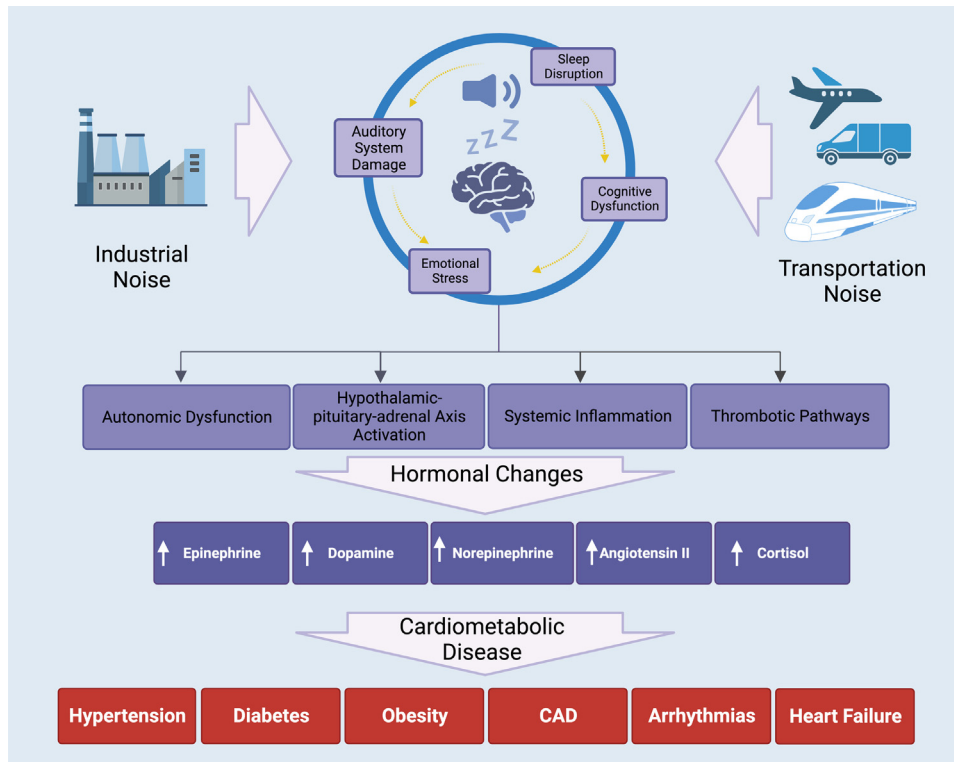 Sleep
Disruption
Auditory
System
Damage
Z Z Z
Cognitive
Dysfunction
Emotional
Stress
Industrial
Noise
Transportation
Noise
Autonomic Dysfunction
Hypothalamic-
pituitary-adrenal Axis
Activation
Systemic Inflammation
Thrombotic Pathways
Hormonal Changes
Epinephrine
Dopamine
Norepinephrine
Angiotensin II
Cortisol
Cardiometabolic
Disease
Hypertension
Diabetes
Obesity
CAD
Arrhythmias
Heart Failure